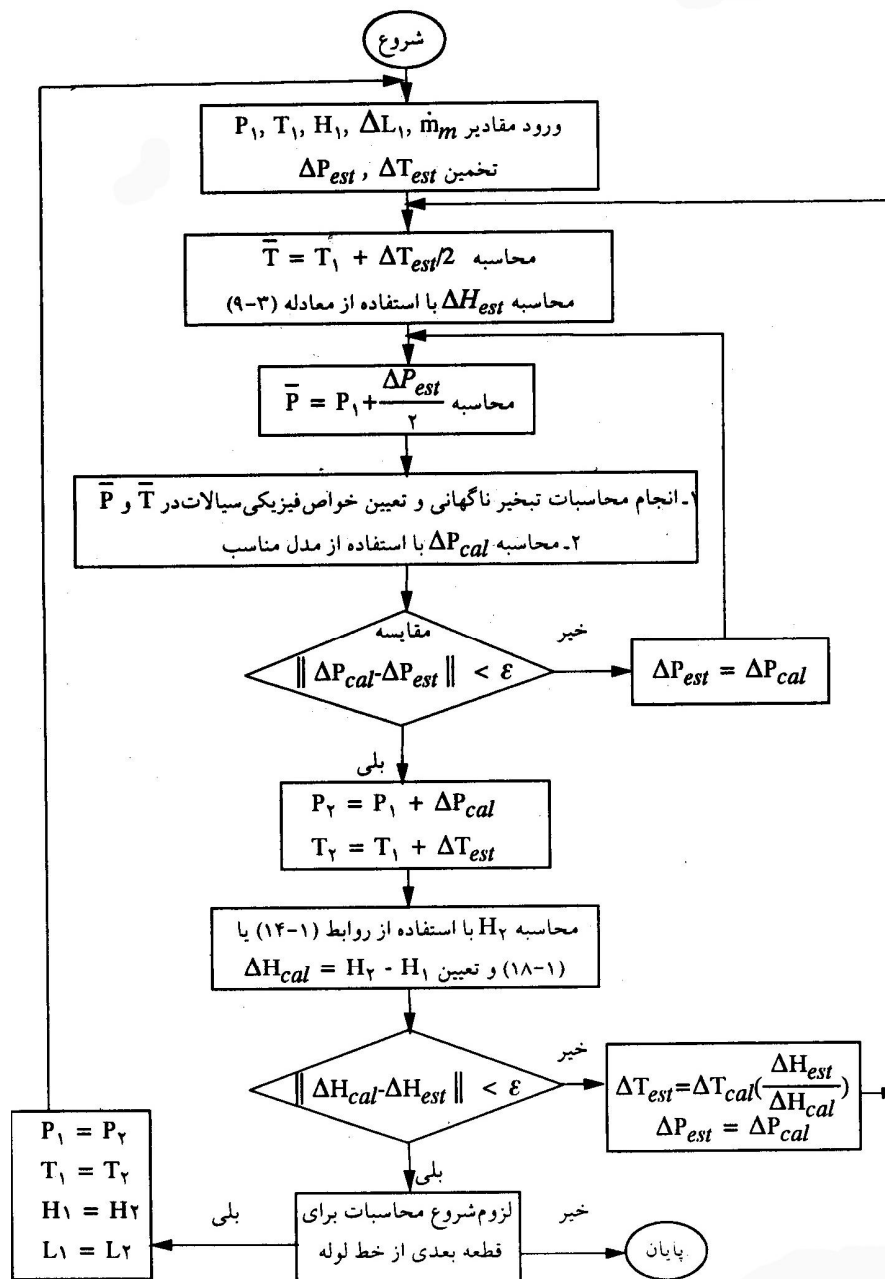 شروع
ورود مقادیر P۱, T۱, H۱, ΔL۱, ṁm
تخمین ΔPest , ΔTest
محاسبه T̅ = T۱ + ΔTest/2
محاسبه ΔHest با استفاده از معادله (۳-۹)
محاسبه P̅ = P۱+ΔPest/۲
۱ـ انجام محاسبات تبخیر ناگهانی و تعیین خواص فیزیکی سیالات در T̅ و P̅
۲ـ محاسبه ΔPcal با استفاده از مدل مناسب
مقایسه
خیر
‖ ΔPcal-ΔPest ‖ < ε
ΔPest = ΔPcal
بلی
P۲ = P۱ + ΔPcal
T۲ = T۱ + ΔTest
محاسبه H۲ با استفاده از روابط (۱-۱۴) یا
(۱-۱۸) و تعیین ΔHcal = H۲ - H۱
خیر
‖ ΔHcal-ΔHest ‖ < ε
ΔTest=ΔTcal(ΔHest/ΔHcal)
ΔPest = ΔPcal
بلی
P۱ = P۲
T۱ = T۲
H۱ = H۲
L۱ = L۲
بلی
لزوم شروع محاسبات برای
قطعه بعدی از خط لوله
خیر
پایان